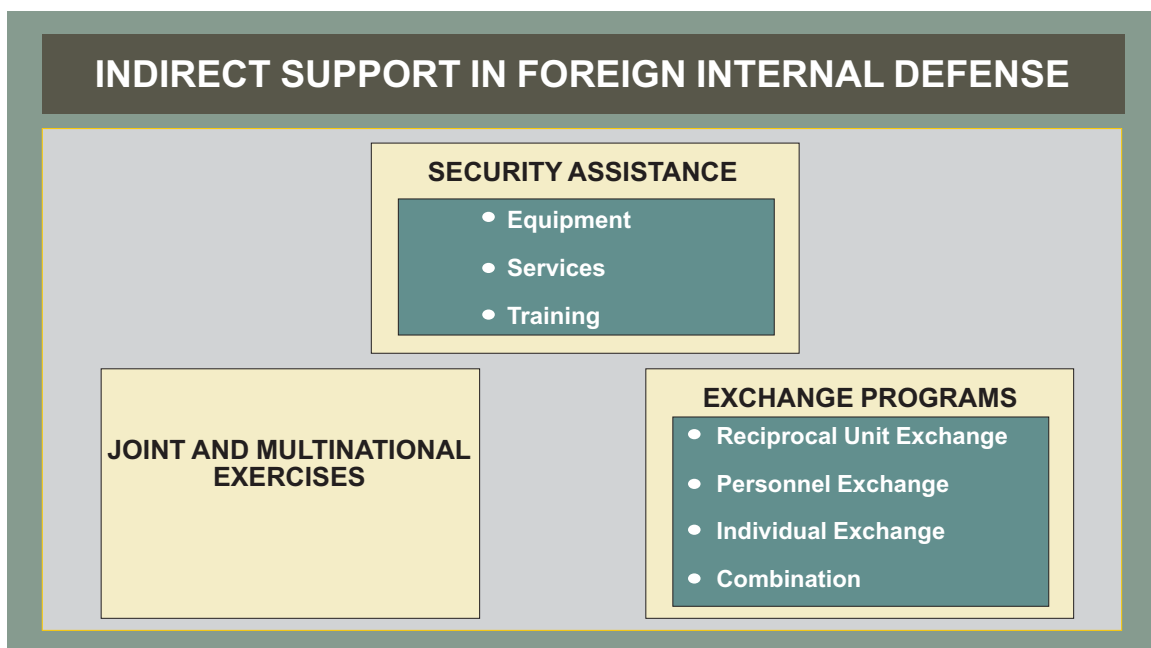 INDIRECT SUPPORT IN FOREIGN INTERNAL DEFENSE
SECURITY ASSISTANCE
• Equipment
• Services
• Training
JOINT AND MULTINATIONAL
EXERCISES
EXCHANGE PROGRAMS
• Reciprocal Unit Exchange
• Personnel Exchange
• Individual Exchange
• Combination